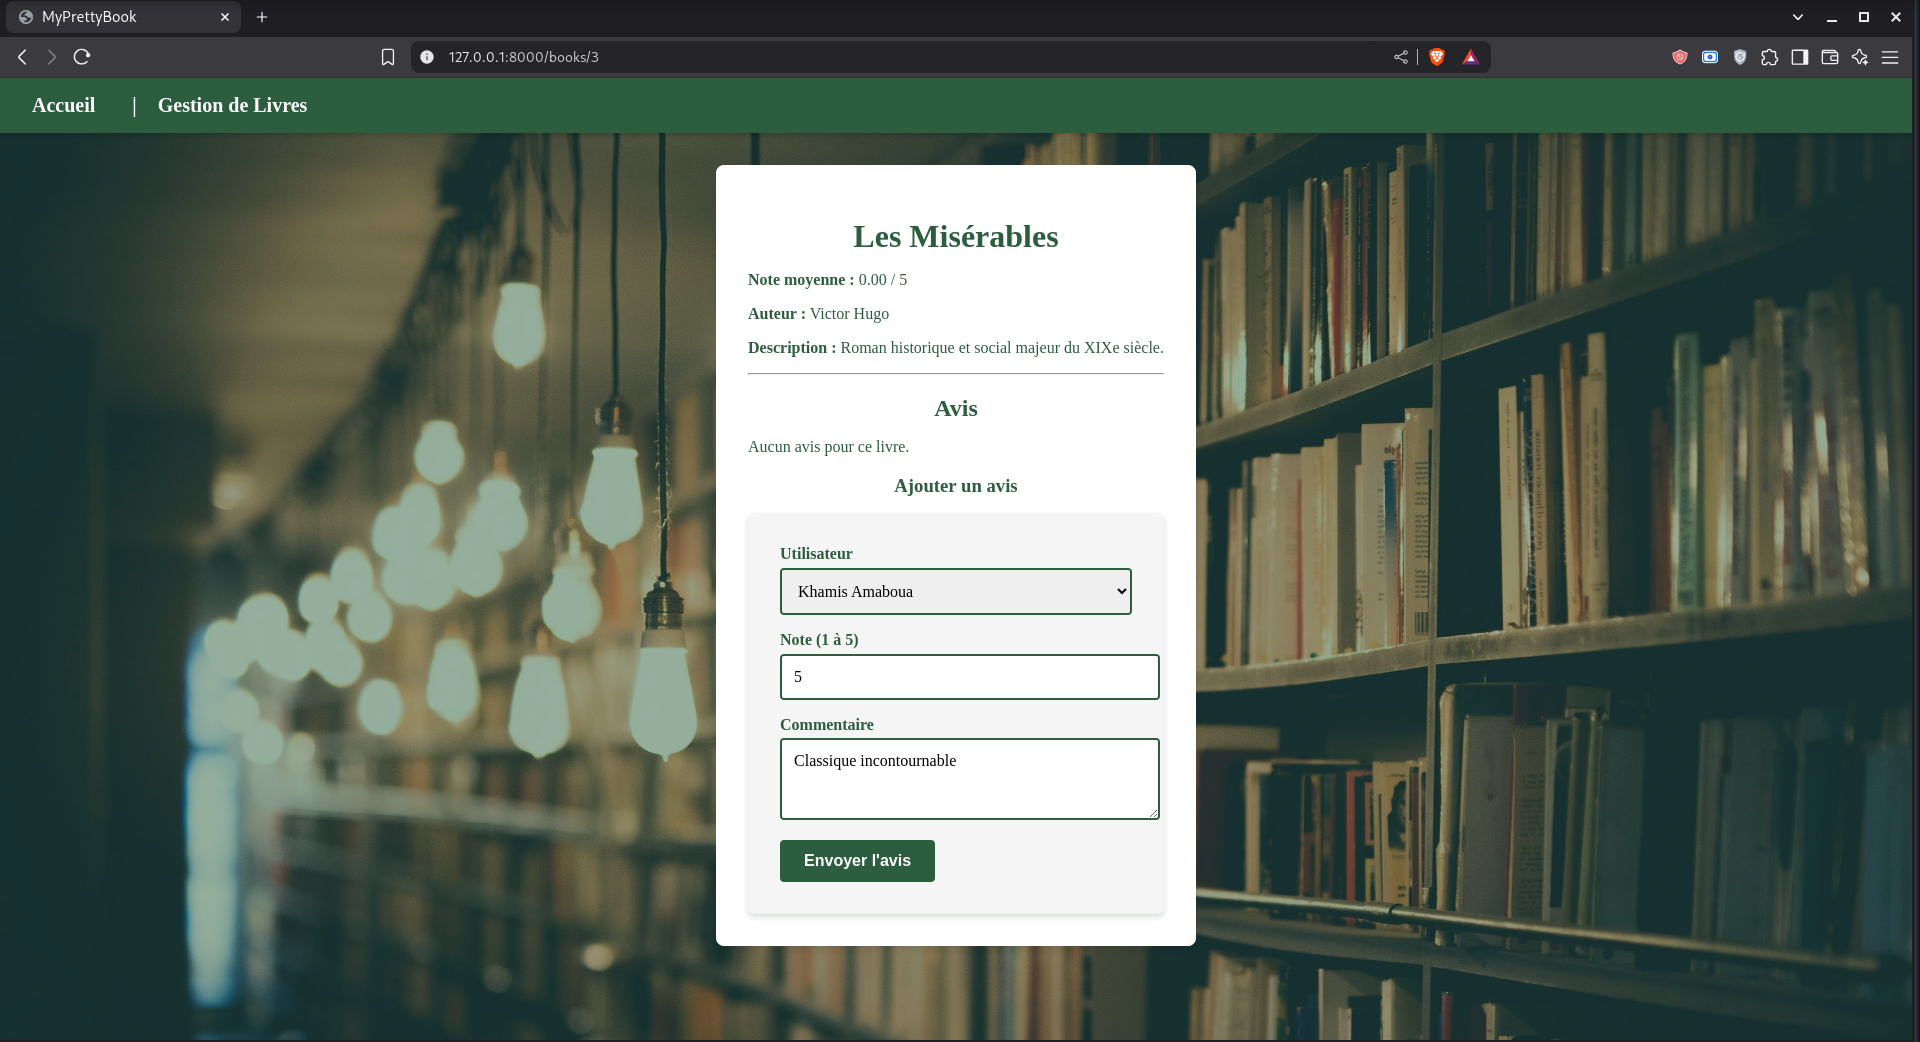 MyPrettyBook
127.0.0.1:8000/books/3
Accueil | Gestion de Livres
Les Misérables
Note moyenne : 0.00 / 5
Auteur : Victor Hugo
Description : Roman historique et social majeur du XIXe siècle.
Avis
Aucun avis pour ce livre.
Ajouter un avis
Utilisateur
Khamis Amaboua
Note (1 à 5)
5
Commentaire
Classique incontournable
Envoyer l'avis